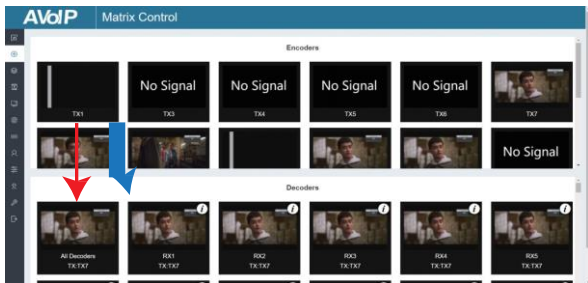 AVoIP Matrix Control
Encoders
No Signal No Signal No Signal No Signal
TX1 TX3 TX4 TX5 TX6 TX7
No Signal
Decoders
i i i i i
All Decoders RX1 RX2 RX3 RX4 RX5
TX:TX7 TX:TX7 TX:TX7 TX:TX7 TX:TX7 TX:TX7